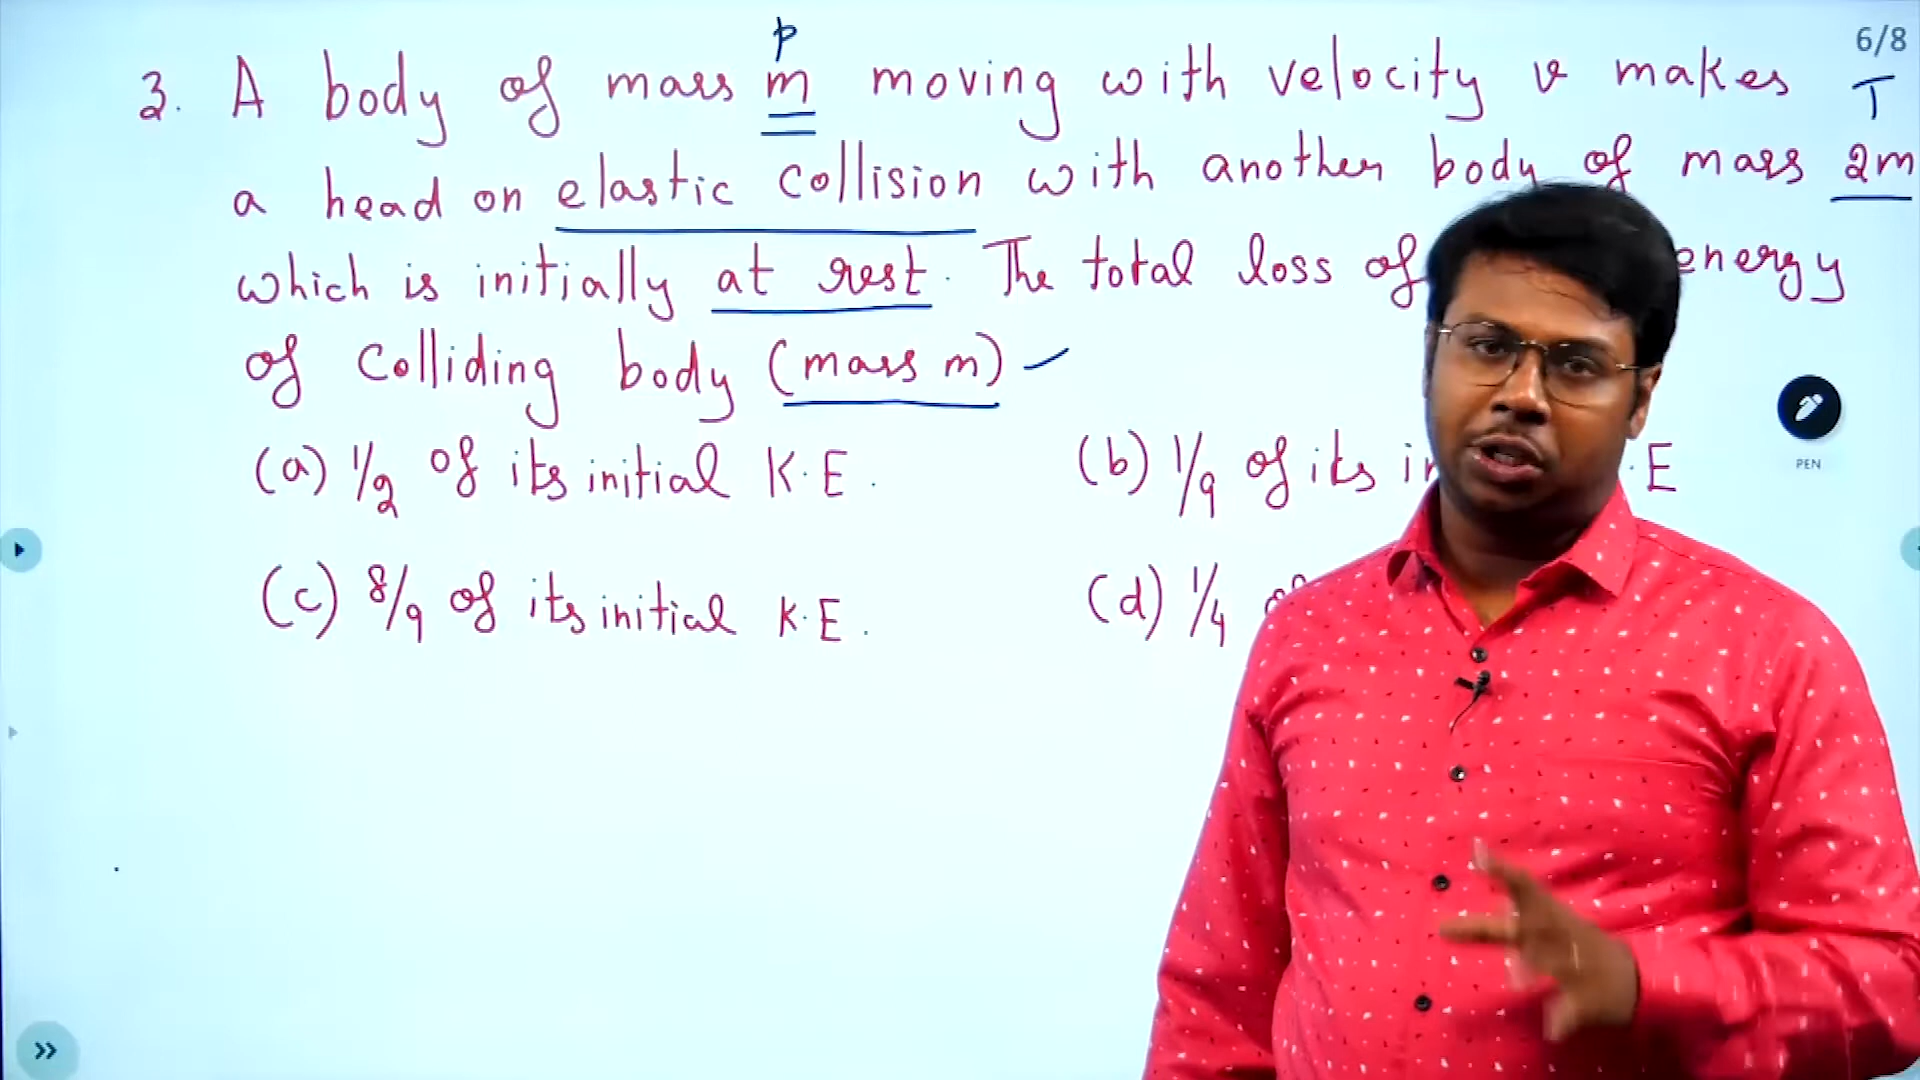 p
6/8
3. A body of mass m moving with velocity v makes
T
a head on elastic collision with another body of mass 2m
which is initially at rest. The total loss of energy
of colliding body (mass m)
(a) 1/2 of its initial K.E.
(b) 1/9 of its E
PEN
(c) 8/9 of its initial K.E.
(d) 1/4